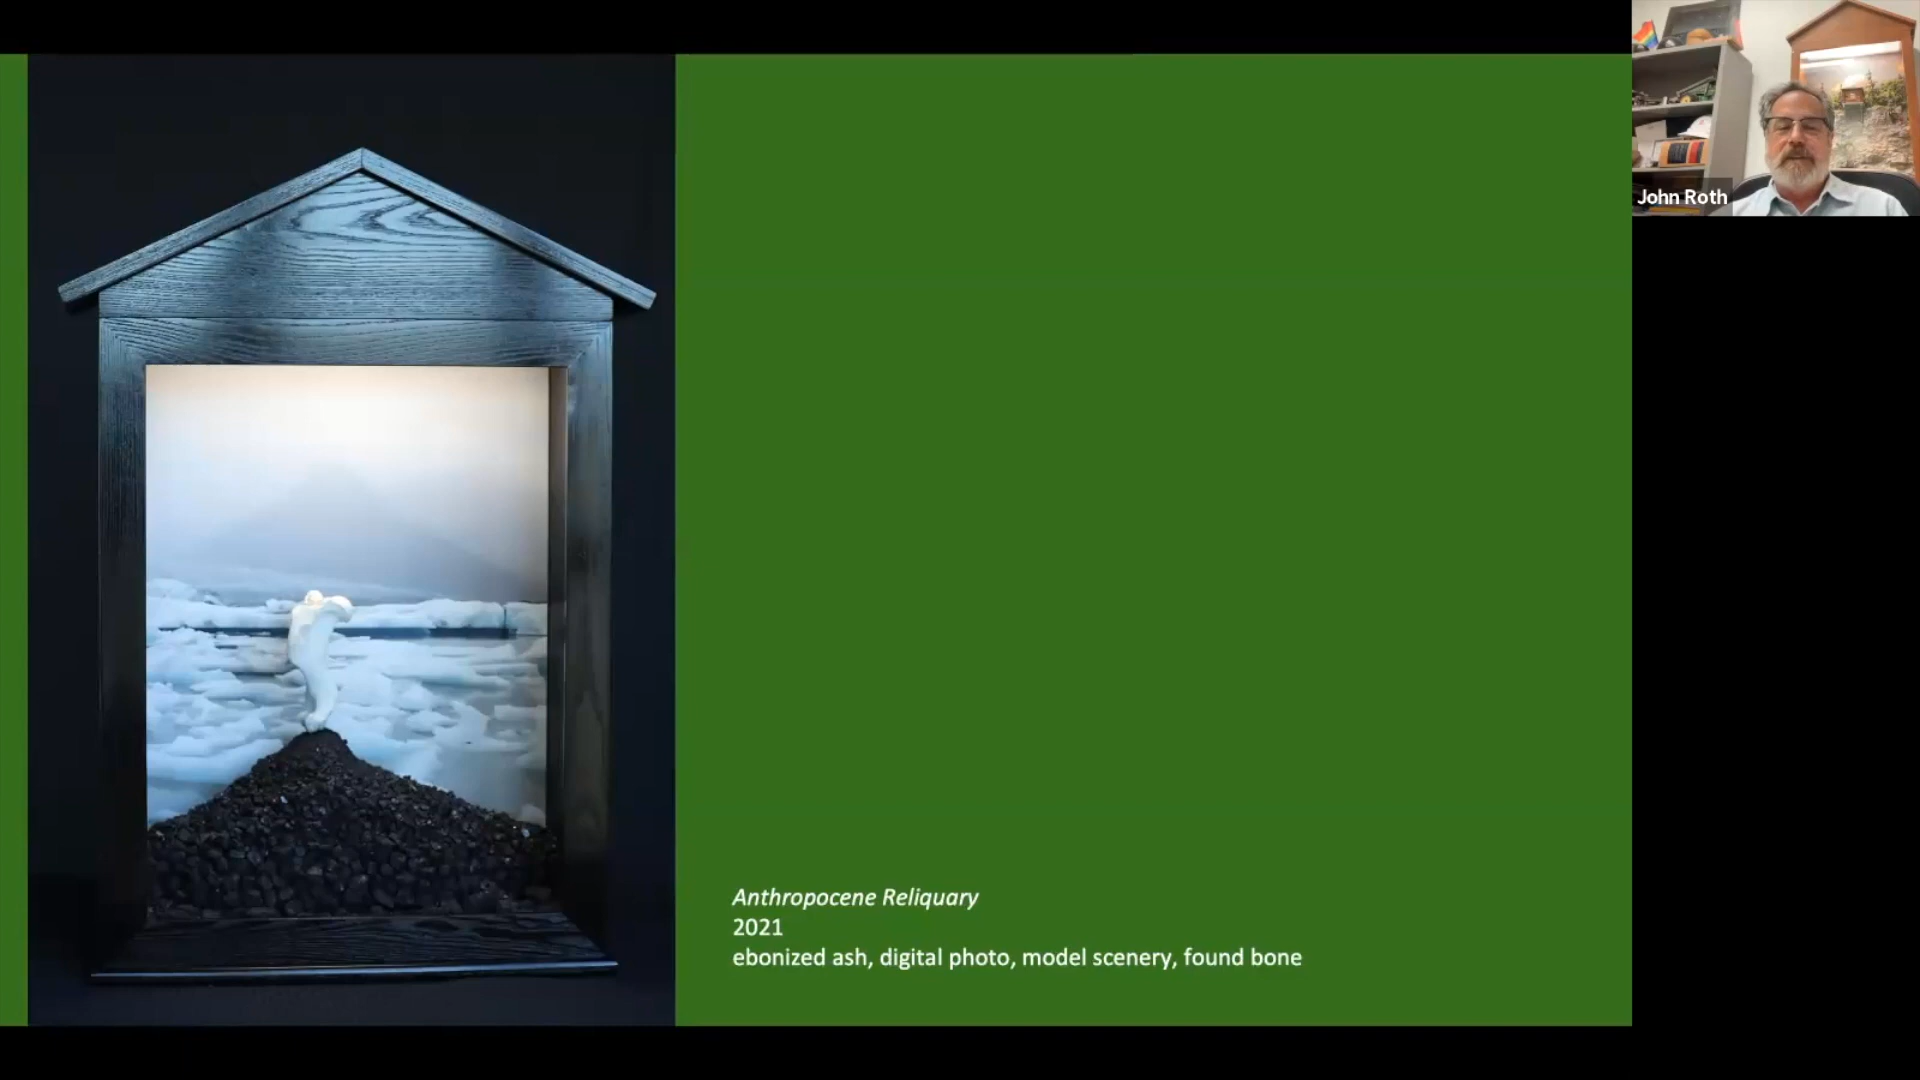 John Roth
Anthropocene Reliquary
2021
ebonized ash, digital photo, model scenery, found bone